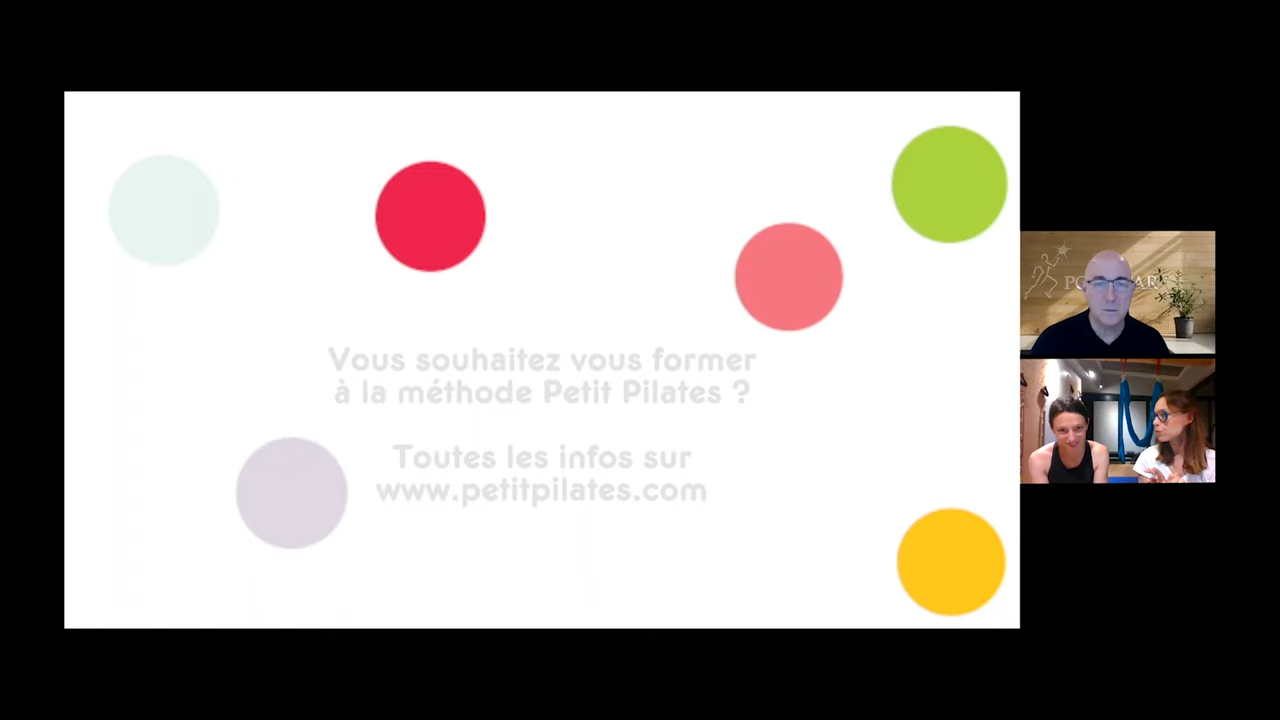 Vous souhaitez vous former
à la méthode Petit Pilates ?
Toutes les infos sur
www.petitpilates.com